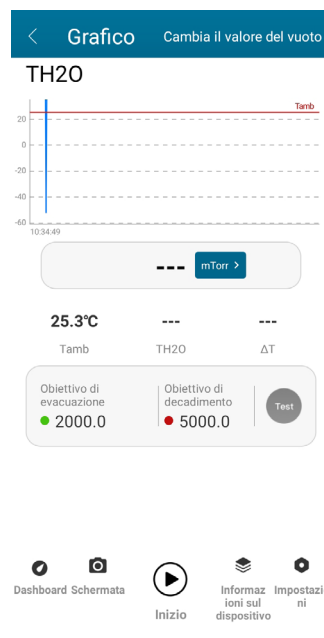 Grafico
Cambia il valore del vuoto
TH2O
Tamb
20
0
-20
-40
-60
10:34:49
---
mTorr
25.3°C
---
---
Tamb
TH2O
ΔT
Obiettivo di
evacuazione
2000.0
Obiettivo di
decadimento
5000.0
Test
Dashboard
Schermata
Inizio
Informaz
ioni sul
dispositivo
Impostazi
ni